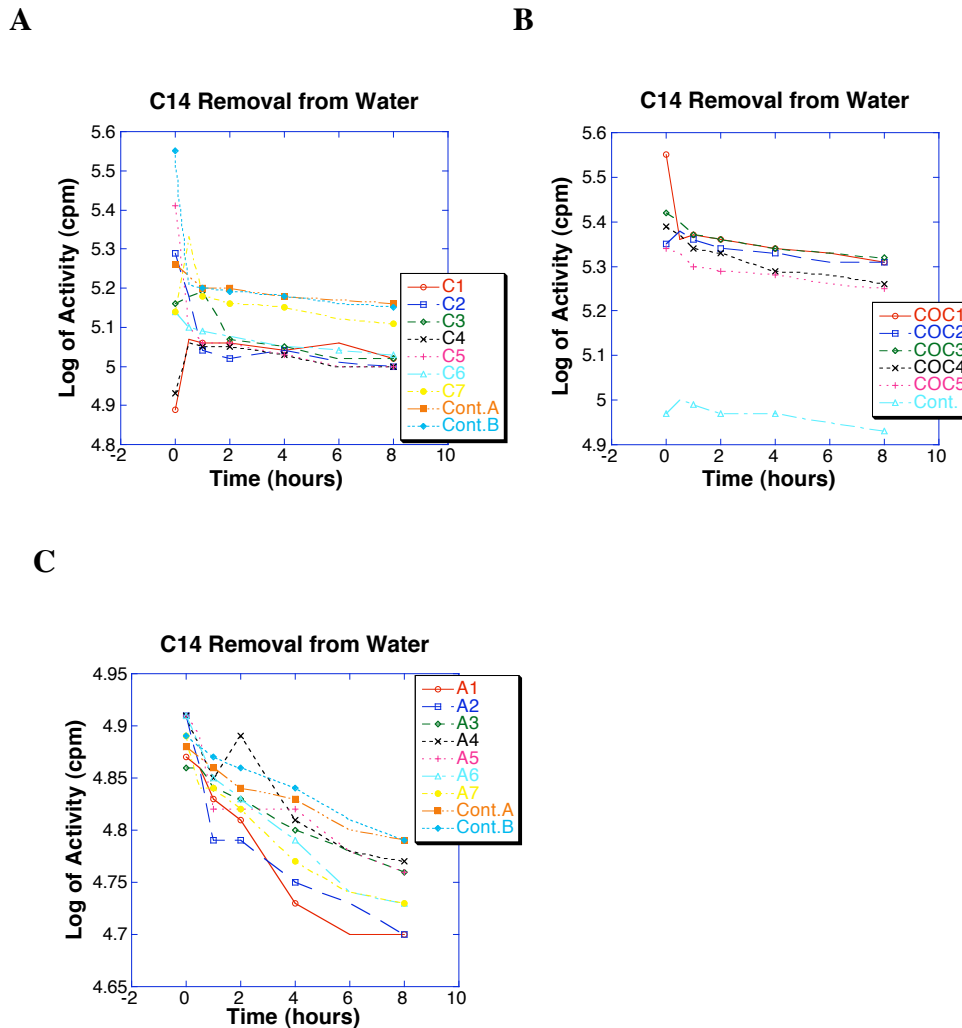 A
B
C14 Removal from Water
5.6
5.5
5.4
5.3
5.2
5.1
5
4.9
4.8
-2
0
2
4
6
8
10
Log of Activity (cpm)
Time (hours)
C1
C2
C3
C4
C5
C6
C7
Cont.A
Cont.B
C14 Removal from Water
5.6
5.5
5.4
5.3
5.2
5.1
5
4.9
-2
0
2
4
6
8
10
Log of Activity (cpm)
Time (hours)
COC1
COC2
COC3
COC4
COC5
Cont.
C
C14 Removal from Water
4.95
4.9
4.85
4.8
4.75
4.7
4.65
-2
0
2
4
6
8
10
Log of Activity (cpm)
Time (hours)
A1
A2
A3
A4
A5
A6
A7
Cont.A
Cont.B